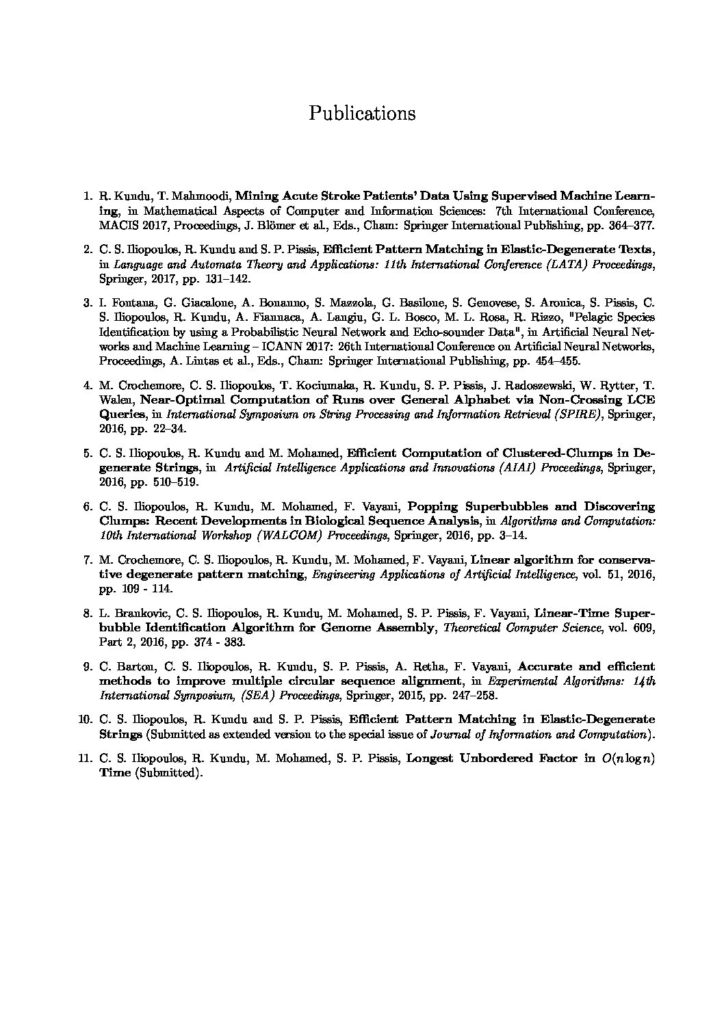 Publications
1. R. Kundu, T. Mahmoodi, Mining Acute Stroke Patients' Data Using Supervised Machine Learn-
ing, in Mathematical Aspects of Computer and Information Sciences: 7th International Conference,
MACIS 2017, Proceedings, J. Blömer et al., Eds., Cham: Springer International Publishing, pp. 364–377.
2. C. S. Iliopoulos, R. Kundu and S. P. Pissis, Efficient Pattern Matching in Elastic-Degenerate Texts,
in Language and Automata Theory and Applications: 11th International Conference (LATA) Proceedings,
Springer, 2017, pp. 131–142.
3. I. Fontana, G. Giacalone, A. Bonanno, S. Mazzola, G. Basilone, S. Genovese, S. Aronica, S. Pissis, C.
S. Iliopoulos, R. Kundu, A. Fiannaca, A. Langiu, G. L. Bosco, M. L. Rosa, R. Rizzo, "Pelagic Species
Identification by using a Probabilistic Neural Network and Echo-sounder Data", in Artificial Neural Net-
works and Machine Learning – ICANN 2017: 26th International Conference on Artificial Neural Networks,
Proceedings, A. Lintas et al., Eds., Cham: Springer International Publishing, pp. 454–455.
4. M. Crochemore, C. S. Iliopoulos, T. Kociumaka, R. Kundu, S. P. Pissis, J. Radoszewski, W. Rytter, T.
Walen, Near-Optimal Computation of Runs over General Alphabet via Non-Crossing LCE
Queries, in International Symposium on String Processing and Information Retrieval (SPIRE), Springer,
2016, pp. 22–34.
5. C. S. Iliopoulos, R. Kundu and M. Mohamed, Efficient Computation of Clustered-Clumps in De-
generate Strings, in Artificial Intelligence Applications and Innovations (AIAI) Proceedings, Springer,
2016, pp. 510–519.
6. C. S. Iliopoulos, R. Kundu, M. Mohamed, F. Vayani, Popping Superbubbles and Discovering
Clumps: Recent Developments in Biological Sequence Analysis, in Algorithms and Computation:
10th International Workshop (WALCOM) Proceedings, Springer, 2016, pp. 3–14.
7. M. Crochemore, C. S. Iliopoulos, R. Kundu, M. Mohamed, F. Vayani, Linear algorithm for conserva-
tive degenerate pattern matching, Engineering Applications of Artificial Intelligence, vol. 51, 2016,
pp. 109 - 114.
8. L. Brankovic, C. S. Iliopoulos, R. Kundu, M. Mohamed, S. P. Pissis, F. Vayani, Linear-Time Super-
bubble Identification Algorithm for Genome Assembly, Theoretical Computer Science, vol. 609,
Part 2, 2016, pp. 374 - 383.
9. C. Barton, C. S. Iliopoulos, R. Kundu, S. P. Pissis, A. Retha, F. Vayani, Accurate and efficient
methods to improve multiple circular sequence alignment, in Experimental Algorithms: 14th
International Symposium, (SEA) Proceedings, Springer, 2015, pp. 247–258.
10. C. S. Iliopoulos, R. Kundu and S. P. Pissis, Efficient Pattern Matching in Elastic-Degenerate
Strings (Submitted as extended version to the special issue of Journal of Information and Computation).
11. C. S. Iliopoulos, R. Kundu, M. Mohamed, S. P. Pissis, Longest Unbordered Factor in O(n log n)
Time (Submitted).